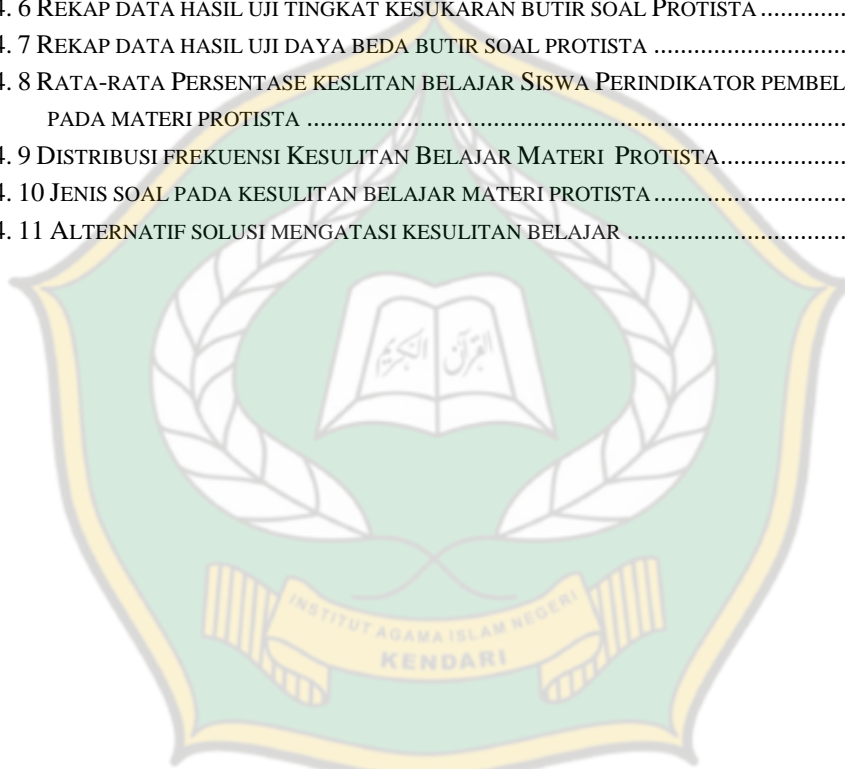 4. 6 REKAP DATA HASIL UJI TINGKAT KESUKARAN BUTIR SOAL PROTISTA ............
4. 7 REKAP DATA HASIL UJI DAYA BEDA BUTIR SOAL PROTISTA ............................
4. 8 RATA-RATA PERSENTASE KESLITAN BELAJAR SISWA PERINDIKATOR PEMBEL
PADA MATERI PROTISTA ................................................................................
4. 9 DISTRIBUSI FREKUENSI KESULITAN BELAJAR MATERI PROTISTA...................
4. 10 JENIS SOAL PADA KESULITAN BELAJAR MATERI PROTISTA.............................
4. 11 ALTERNATIF SOLUSI MENGATASI KESULITAN BELAJAR .....................................
القرآن الكريم
INSTITUT AGAMA ISLAM NEGERI
KENDARI